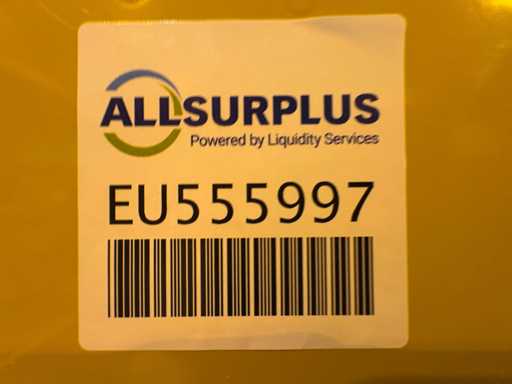 ALLSURPLUS
Powered by Liquidity Services
EU555997